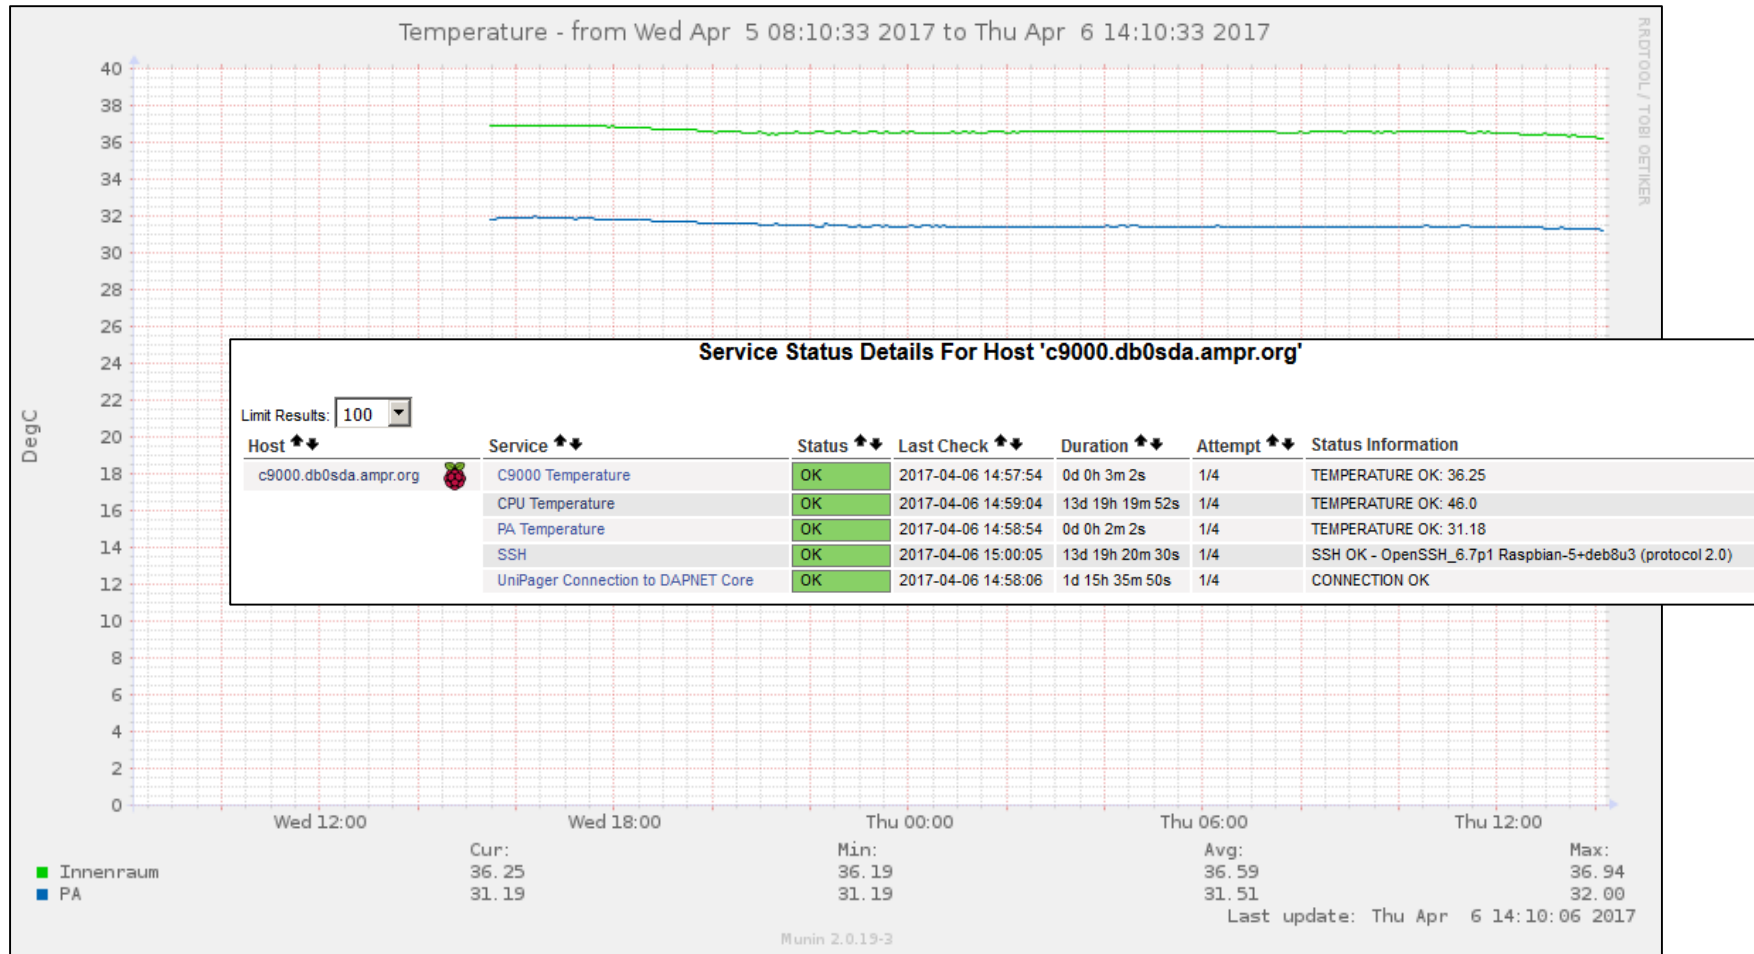 Temperature - from Wed Apr  5 08:10:33 2017 to Thu Apr  6 14:10:33 2017
RRDTOOL / TOBI OETIKER
40
38
36
34
32
30
28
26
24
22
20
18
16
14
12
10
8
6
4
2
0
DegC
Service Status Details For Host 'c9000.db0sda.ampr.org'
Limit Results: 100
Host Service Status Last Check Duration Attempt Status Information
c9000.db0sda.ampr.org C9000 Temperature OK 2017-04-06 14:57:54 0d 0h 3m 2s 1/4 TEMPERATURE OK: 36.25
CPU Temperature OK 2017-04-06 14:59:04 13d 19h 19m 52s 1/4 TEMPERATURE OK: 46.0
PA Temperature OK 2017-04-06 14:58:54 0d 0h 2m 2s 1/4 TEMPERATURE OK: 31.18
SSH OK 2017-04-06 15:00:05 13d 19h 20m 30s 1/4 SSH OK - OpenSSH_6.7p1 Raspbian-5+deb8u3 (protocol 2.0)
UniPager Connection to DAPNET Core OK 2017-04-06 14:58:06 1d 15h 35m 50s 1/4 CONNECTION OK
Wed 12:00 Wed 18:00 Thu 00:00 Thu 06:00 Thu 12:00
Cur: Min: Avg: Max:
Innenraum 36.25 36.19 36.59 36.94
PA 31.19 31.19 31.51 32.00
Last update: Thu Apr  6 14:10:06 2017
Munin 2.0.19-3